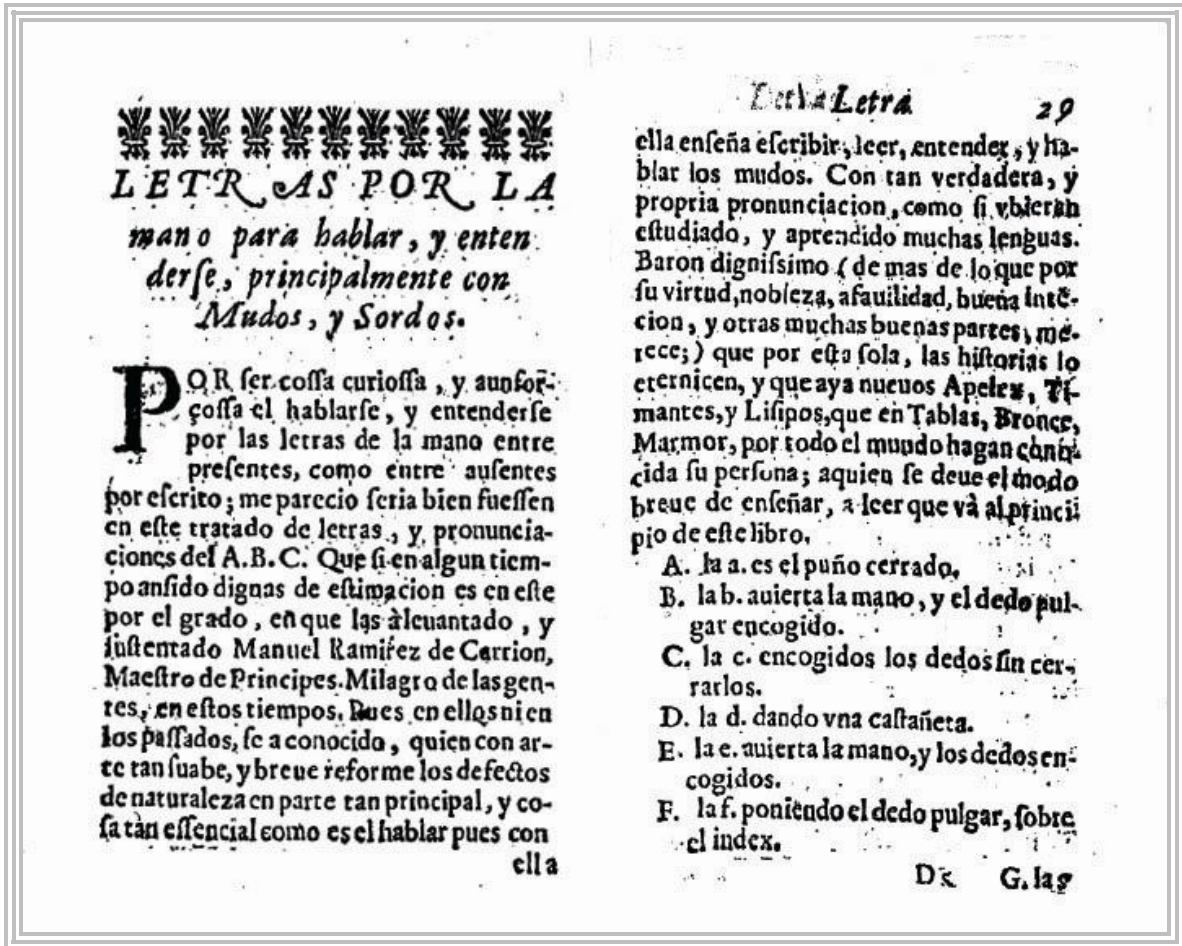 LETRAS POR LA
mano para hablar, y enten
derſe, principalmente con
Mudos, y Sordos.
POR ſer coſſa curioſſa, y aunfor-
çoſſa el hablarſe, y entenderſe
por las letras de la mano entre
preſentes, como entre auſentes
por eſcrito; me parecio ſeria bien fueſſen
en eſte tratado de letras, y pronuncia-
ciones del A.B.C. Que ſi en algun tiem-
po anſido dignas de eſtimacion es en eſte
por el grado, en que las àleuantado, y
ſuſtentado Manuel Ramirez de Carrion,
Maeſtro de Principes. Milagro de las gen-
tes, en eſtos tiempos. Pues en ellos ni en
los paſſados, ſe a conocido, quien con ar-
te tan ſuabe, y breue reforme los defectos
de naturaleza en parte tan principal, y co-
ſa tàn eſſencial como es el hablar pues con
ella
Letra 29
ella enſeña eſcribir, leer, entender, y ha-
blar los mudos. Con tan verdadera, y
propria pronunciacion, como ſi vbieran
eſtudiado, y aprendido muchas lenguas.
Baron digniſsimo (de mas de lo que por
ſu virtud, nobleza, afauilidad, buena intē-
cion, y otras muchas buenas partes, me-
rece;) que por eſta ſola, las hiſtorias lo
eternicen, y que aya nueuos Apeles, Ti-
mantes, y Liſipos, que en Tablas, Bronce,
Marmor, por todo el mundo hagan
cida ſu perſona; aquien ſe deue el modo
breue de enſeñar, a leer que và al princi
pio de eſte libro.
A. la a. es el puño cerrado.
B. la b. auierta la mano, y el dedo pul-
gar encogido.
C. la c. encogidos los dedos ſin cer-
rarlos.
D. la d. dando vna caſtañeta.
E. la e. auierta la mano, y los dedos en-
cogidos.
F. la f. poniendo el dedo pulgar, ſobre
el index.
G. la g